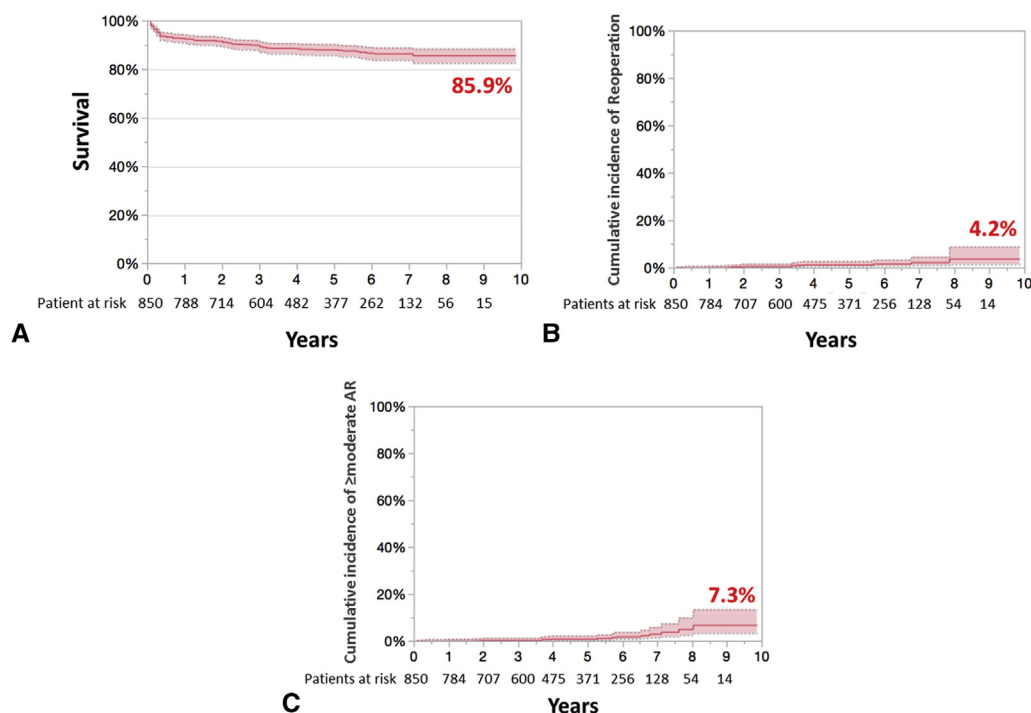 Survival
100%
80%
60%
40%
20%
0%
85.9%
0 1 2 3 4 5 6 7 8 9 10
Patient at risk 850 788 714 604 482 377 262 132 56 15
Years
A
Cumulative incidence of Reoperation
100%
80%
60%
40%
20%
0%
4.2%
0 1 2 3 4 5 6 7 8 9 10
Patients at risk 850 784 707 600 475 371 256 128 54 14
Years
B
Cumulative incidence of ≥moderate AR
100%
80%
60%
40%
20%
0%
7.3%
0 1 2 3 4 5 6 7 8 9 10
Patients at risk 850 784 707 600 475 371 256 128 54 14
Years
C